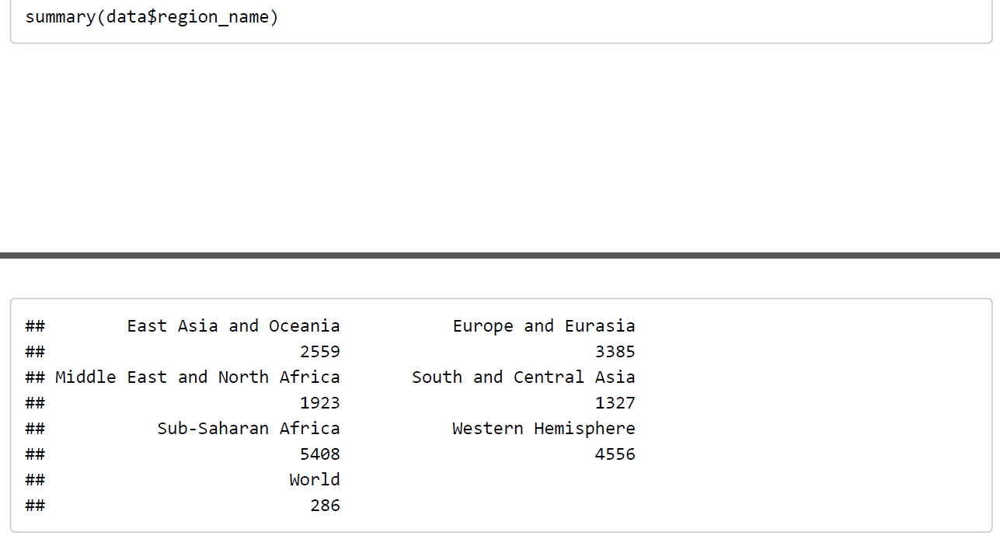 summary(data$region_name)
##        East Asia and Oceania           Europe and Eurasia
##                         2559                         3385
## Middle East and North Africa       South and Central Asia
##                         1923                         1327
##           Sub-Saharan Africa           Western Hemisphere
##                         5408                         4556
##                        World
##                          286